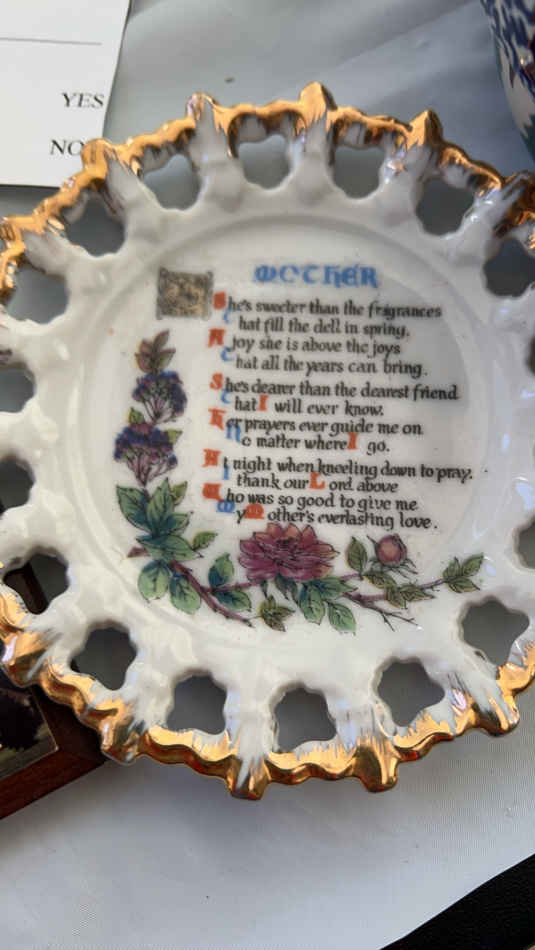 YES
NO
MOTHER
She's sweeter than the frigrances
That fill the dell in spring,
A joy she is above the joys
That all the years can bring.
She's dearer than the dearest friend
That I will ever know.
Her prayers ever guide me on
No matter where I go.
At night when kneeling down to pray.
I thank our Lord above
Who was so good to give me
My Mother's everlasting love.